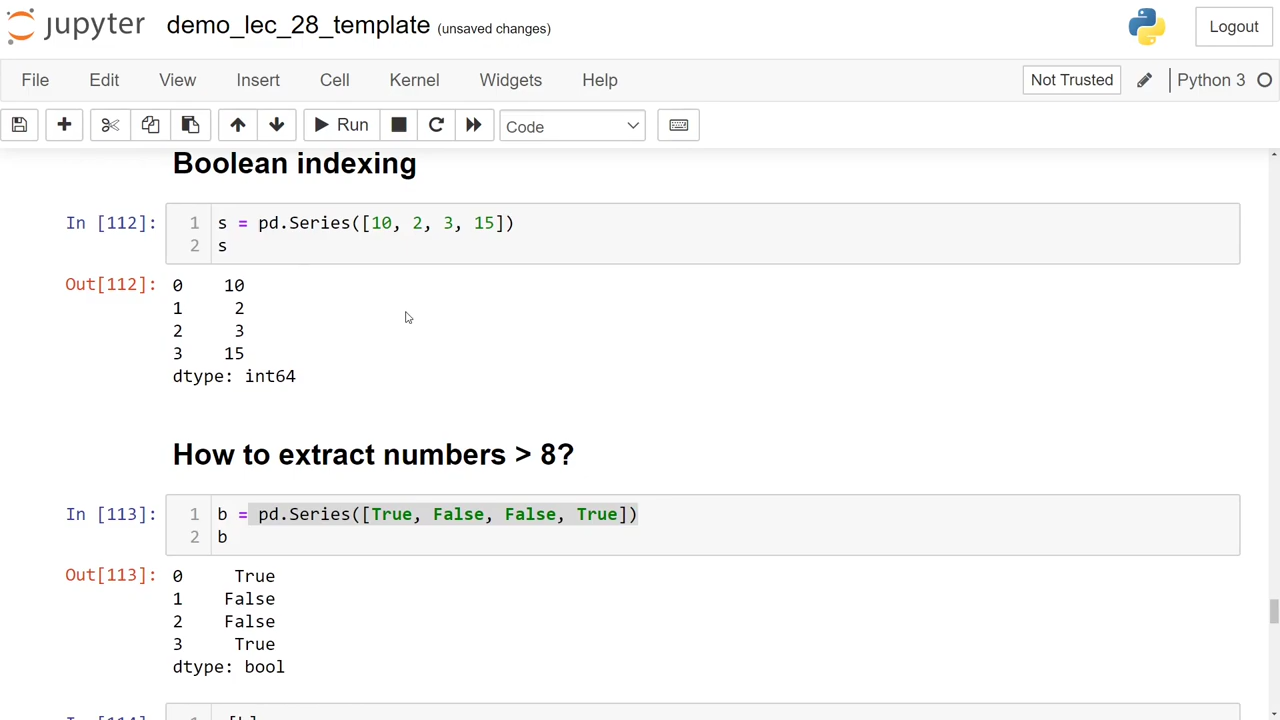 jupyter demo_lec_28_template (unsaved changes) Logout
File Edit View Insert Cell Kernel Widgets Help Not Trusted Python 3
Run Code
Boolean indexing
In [112]: 1 s = pd.Series([10, 2, 3, 15])
2 s
Out[112]: 0 10
1 2
2 3
3 15
dtype: int64
How to extract numbers > 8?
In [113]: 1 b = pd.Series([True, False, False, True])
2 b
Out[113]: 0 True
1 False
2 False
3 True
dtype: bool